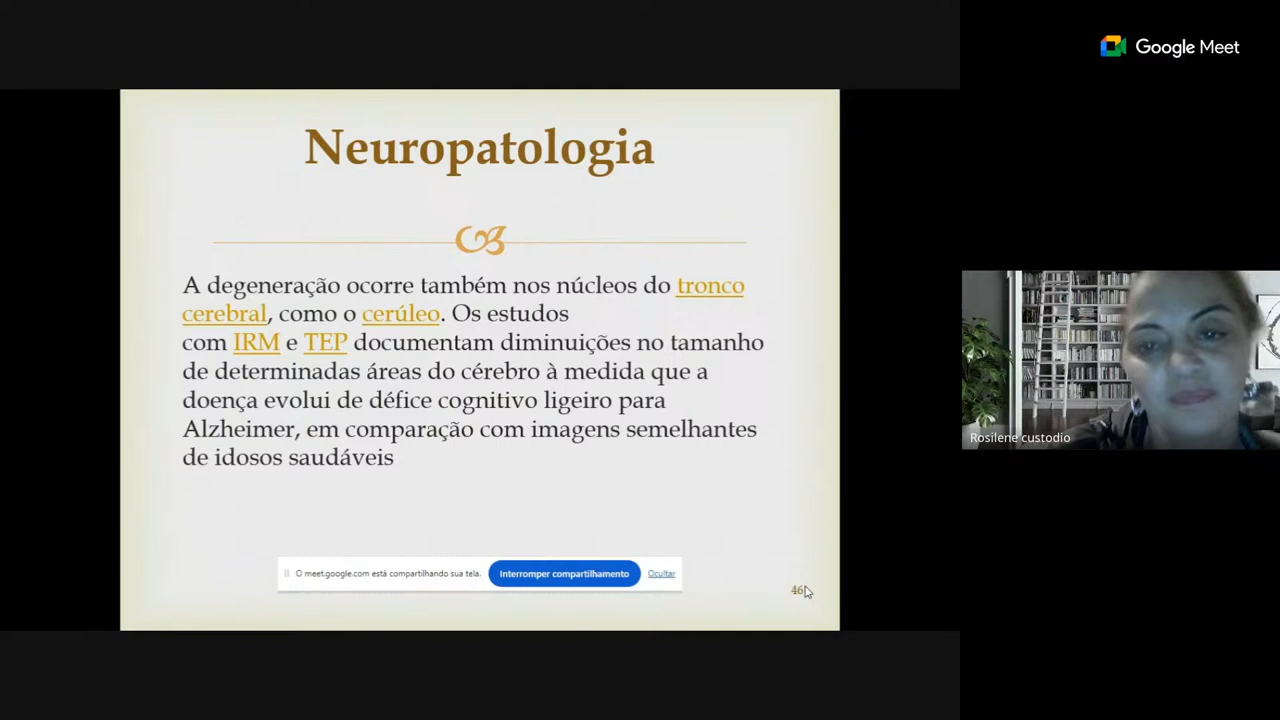 Google Meet
Neuropatologia
A degeneração ocorre também nos núcleos do tronco
cerebral, como o cerúleo. Os estudos
com IRM e TEP documentam diminuições no tamanho
de determinadas áreas do cérebro à medida que a
doença evolui de défice cognitivo ligeiro para
Alzheimer, em comparação com imagens semelhantes
de idosos saudáveis
O meet.google.com está compartilhando sua tela. Interromper compartilhamento Ocultar
46
Rosilene custodio